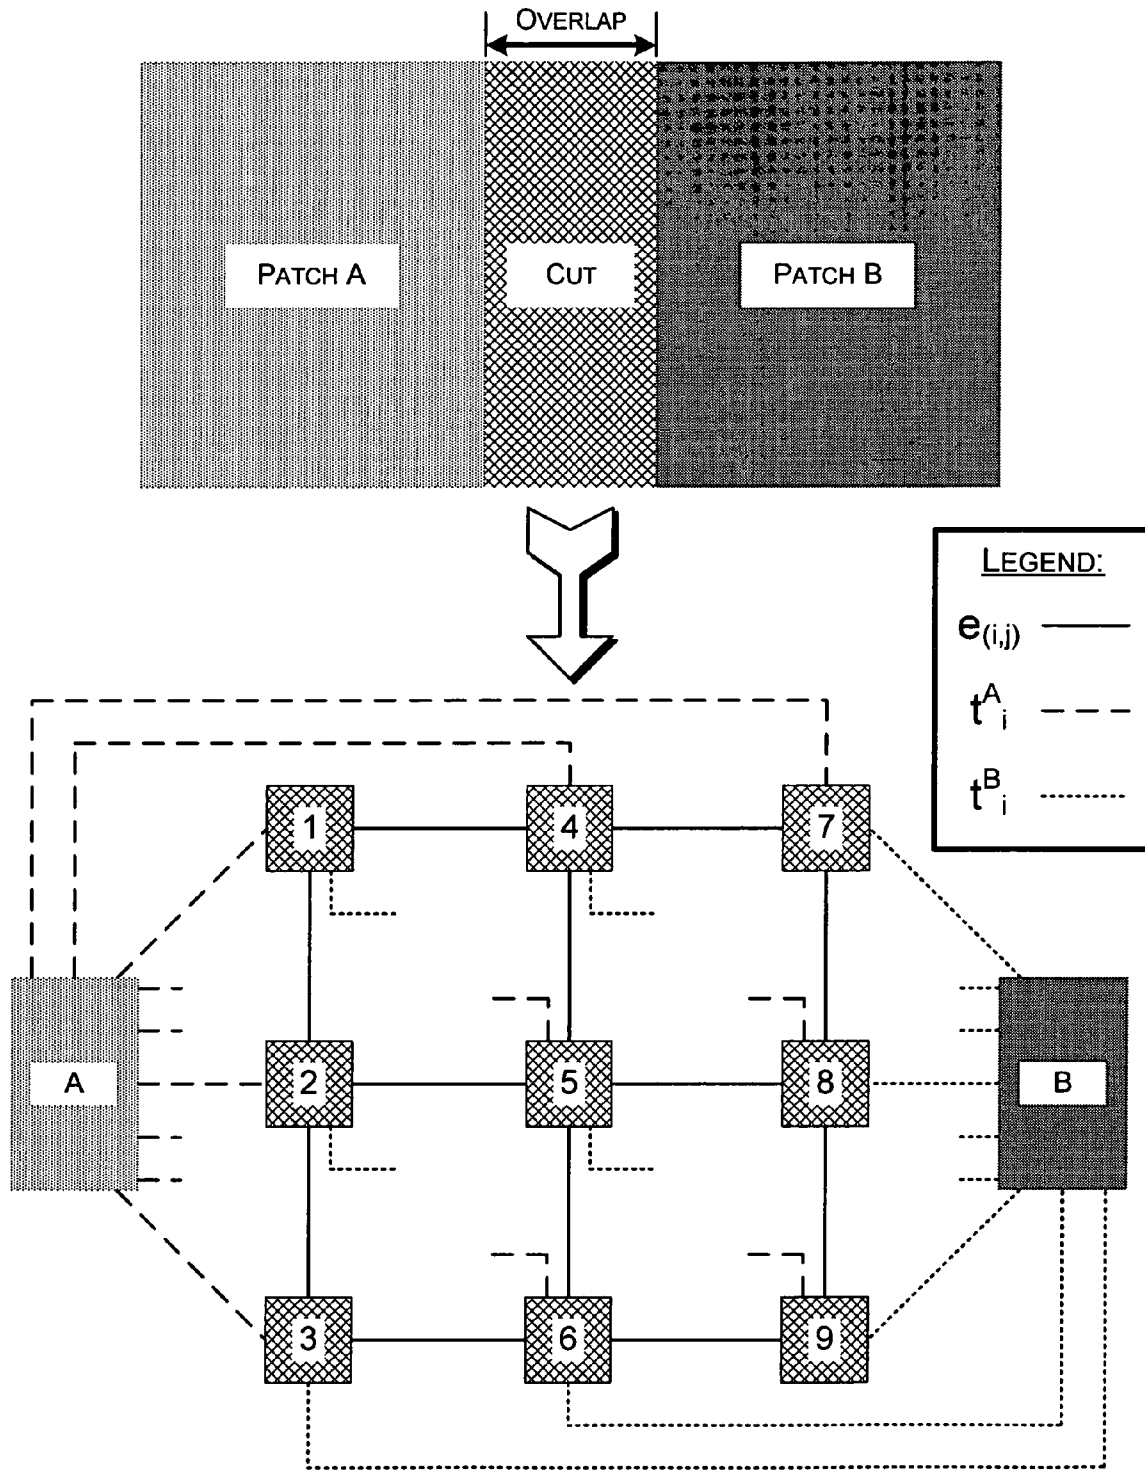 OVERLAP
PATCH A
CUT
PATCH B
LEGEND:
e(i,j)
t^A_i
t^B_i
1
4
7
A
2
5
8
B
3
6
9